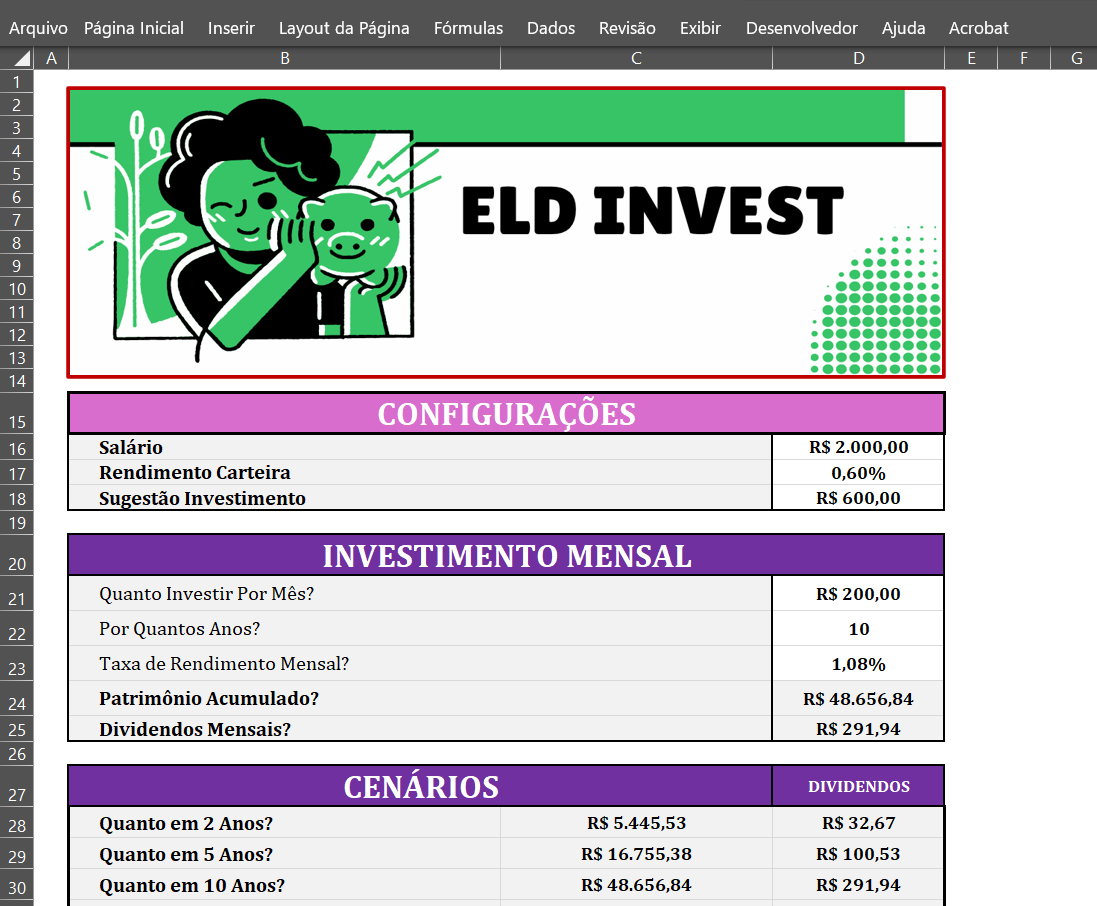 Arquivo Página Inicial Inserir Layout da Página Fórmulas Dados Revisão Exibir Desenvolvedor Ajuda Acrobat
A B C D E F G
1
2
3
4
5
6
ELD INVEST
7
8
9
10
11
12
13
14
15 CONFIGURAÇÕES
16 Salário R$ 2.000,00
17 Rendimento Carteira 0,60%
18 Sugestão Investimento R$ 600,00
19
20 INVESTIMENTO MENSAL
21 Quanto Investir Por Mês? R$ 200,00
22 Por Quantos Anos? 10
23 Taxa de Rendimento Mensal? 1,08%
24 Patrimônio Acumulado? R$ 48.656,84
25 Dividendos Mensais? R$ 291,94
26
27 CENÁRIOS DIVIDENDOS
28 Quanto em 2 Anos? R$ 5.445,53 R$ 32,67
29 Quanto em 5 Anos? R$ 16.755,38 R$ 100,53
30 Quanto em 10 Anos? R$ 48.656,84 R$ 291,94